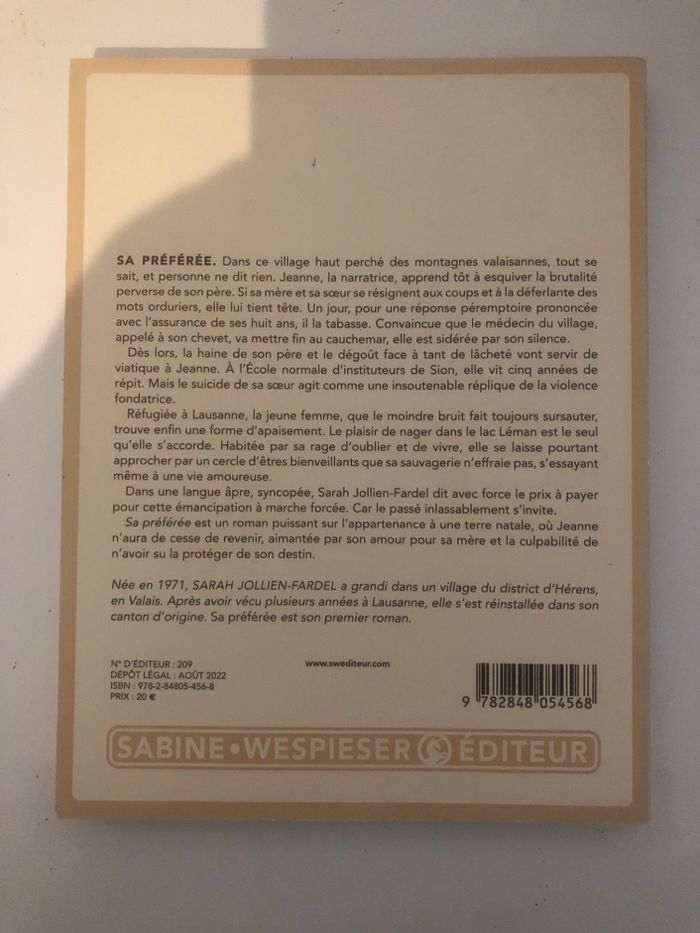 SA PRÉFÉRÉE. Dans ce village haut perché des montagnes valaisannes, tout se
sait, et personne ne dit rien. Jeanne, la narratrice, apprend tôt à esquiver la brutalité
perverse de son père. Si sa mère et sa sœur se résignent aux coups et à la déferlante des
mots orduriers, elle lui tient tête. Un jour, pour une réponse péremptoire prononcée
avec l’assurance de ses huit ans, il la tabasse. Convaincue que le médecin du village,
appelé à son chevet, va mettre fin au cauchemar, elle est sidérée par son silence.
Dès lors, la haine de son père et le dégoût face à tant de lâcheté vont servir de
viatique à Jeanne. À l’École normale d’instituteurs de Sion, elle vit cinq années de
répit. Mais le suicide de sa sœur agit comme une insoutenable réplique de la violence
fondatrice.
Réfugiée à Lausanne, la jeune femme, que le moindre bruit fait toujours sursauter,
trouve enfin une forme d’apaisement. Le plaisir de nager dans le lac Léman est le seul
qu’elle s’accorde. Habitée par sa rage d’oublier et de vivre, elle se laisse pourtant
approcher par un cercle d’êtres bienveillants que sa sauvagerie n’effraie pas, s’essayant
même à une vie amoureuse.
Dans une langue âpre, syncopée, Sarah Jollien-Fardel dit avec force le prix à payer
pour cette émancipation à marche forcée. Car le passé inlassablement s’invite.
Sa préférée est un roman puissant sur l’appartenance à une terre natale, où Jeanne
n’aura de cesse de revenir, aimantée par son amour pour sa mère et la culpabilité de
n’avoir su la protéger de son destin.
Née en 1971, SARAH JOLLIEN-FARDEL a grandi dans un village du district d’Hérens,
en Valais. Après avoir vécu plusieurs années à Lausanne, elle s’est réinstallée dans son
canton d’origine. Sa préférée est son premier roman.
N° D’ÉDITEUR : 209
DÉPÔT LÉGAL : AOÛT 2022
ISBN : 978-2-84805-456-8
PRIX : 20 €
www.swediteur.com
9 782848 054568
SABINE • WESPIESER ÉDITEUR